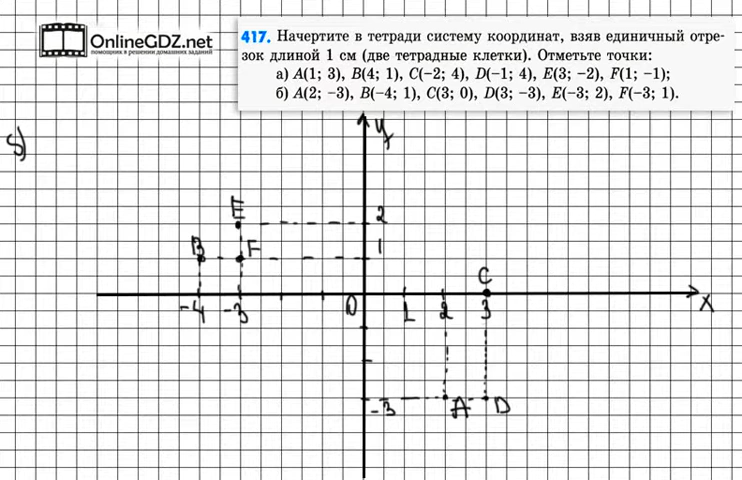 OnlineGDZ.net
помощник в решении домашних заданий
417. Начертите в тетради систему координат, взяв единичный отре-
зок длиной 1 см (две тетрадные клетки). Отметьте точки:
а) A(1; 3), B(4; 1), C(−2; 4), D(−1; 4), E(3; −2), F(1; −1);
б) A(2; −3), B(−4; 1), C(3; 0), D(3; −3), E(−3; 2), F(−3; 1).
б)
y
E 2
B F 1
C
-4 -3 0 1 2 3 x
-3 A D